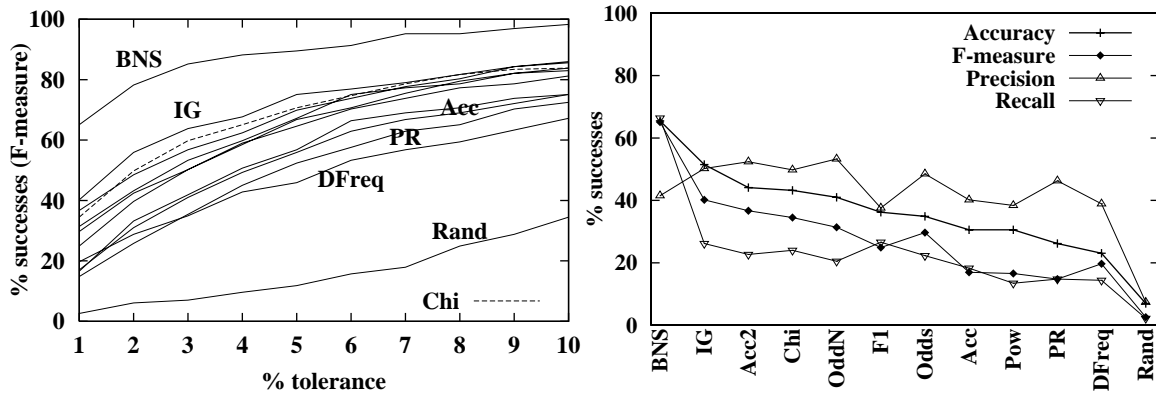 % successes (F-measure)
100
80
60
40
20
0
BNS
IG
Acc
PR
DFreq
Rand
Chi
1 2 3 4 5 6 7 8 9 10
% tolerance
% successes
100
80
60
40
20
0
Accuracy
F-measure
Precision
Recall
BNS
IG
Acc2
Chi
OddN
F1
Odds
Acc
Pow
PR
DFreq
Rand